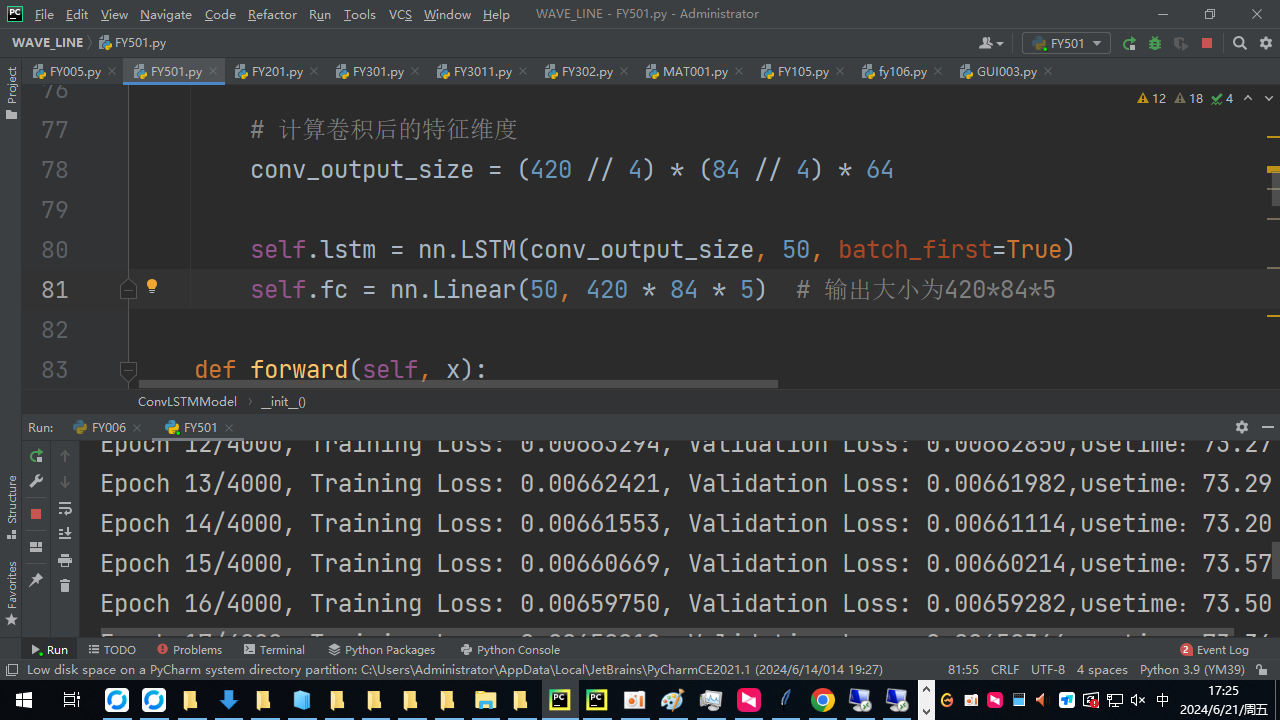 File Edit View Navigate Code Refactor Run Tools VCS Window Help WAVE_LINE - FY501.py - Administrator
WAVE_LINE FY501.py FY501
FY005.py FY501.py FY201.py FY301.py FY3011.py FY302.py MAT001.py FY105.py fy106.py GUI003.py
Project
76
12 18 4
77 # 计算卷积后的特征维度
78 conv_output_size = (420 // 4) * (84 // 4) * 64
79
80 self.lstm = nn.LSTM(conv_output_size, 50, batch_first=True)
81 self.fc = nn.Linear(50, 420 * 84 * 5) # 输出大小为420*84*5
82
83 def forward(self, x):
ConvLSTMModel __init__()
Run: FY006 FY501
Epoch 12/4000, Training Loss: 0.00663294, Validation Loss: 0.00662850,usetime：73.27
Epoch 13/4000, Training Loss: 0.00662421, Validation Loss: 0.00661982,usetime：73.29
Epoch 14/4000, Training Loss: 0.00661553, Validation Loss: 0.00661114,usetime：73.20
Epoch 15/4000, Training Loss: 0.00660669, Validation Loss: 0.00660214,usetime：73.57
Epoch 16/4000, Training Loss: 0.00659750, Validation Loss: 0.00659282,usetime：73.50
Structure
Favorites
Run TODO Problems Terminal Python Packages Python Console 2 Event Log
Low disk space on a PyCharm system directory partition: C:\Users\Administrator\AppData\Local\JetBrains\PyCharmCE2021.1 (2024/6/14/014 19:27) 81:55 CRLF UTF-8 4 spaces Python 3.9 (YM39)
中
17:25
2024/6/21/周五